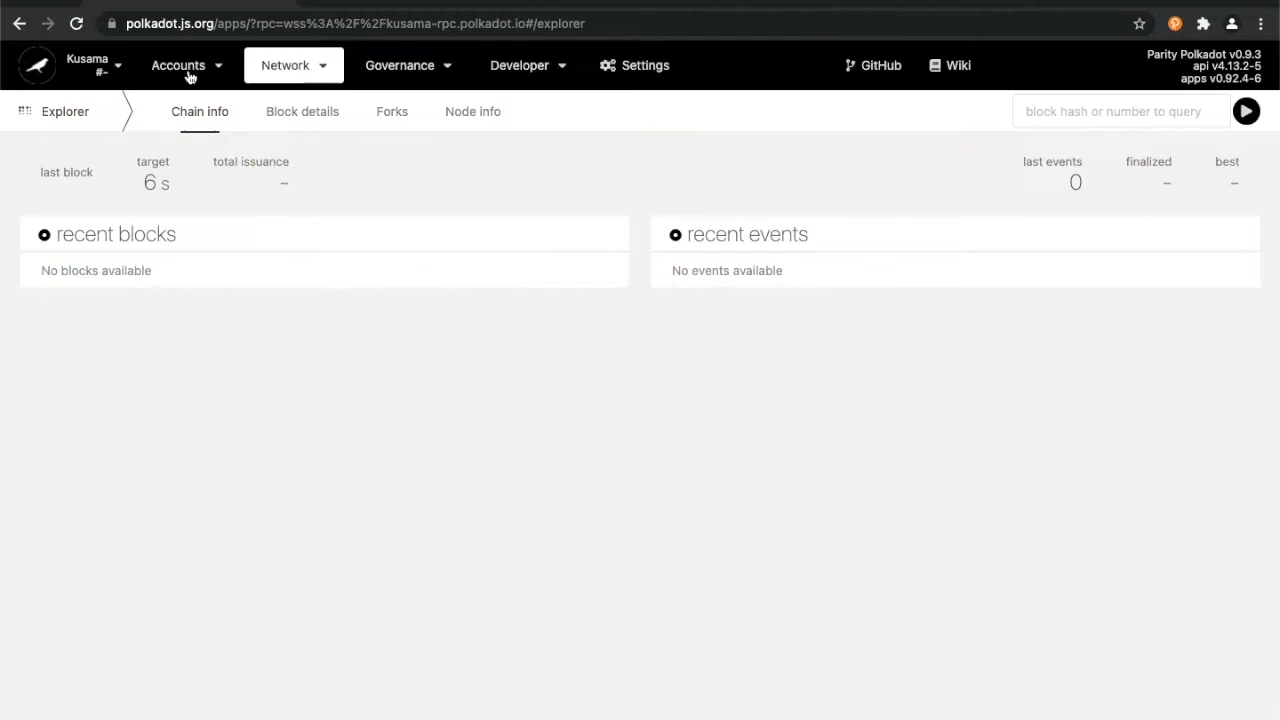 polkadot.js.org/apps/?rpc=wss%3A%2F%2Fkusama-rpc.polkadot.io#/explorer
Kusama
#-
Accounts
Network
Governance
Developer
Settings
GitHub
Wiki
Parity Polkadot v0.9.3
api v4.13.2-5
apps v0.92.4-6
Explorer
Chain info
Block details
Forks
Node info
block hash or number to query
last block
target
6 s
total issuance
-
last events
0
finalized
-
best
-
recent blocks
No blocks available
recent events
No events available